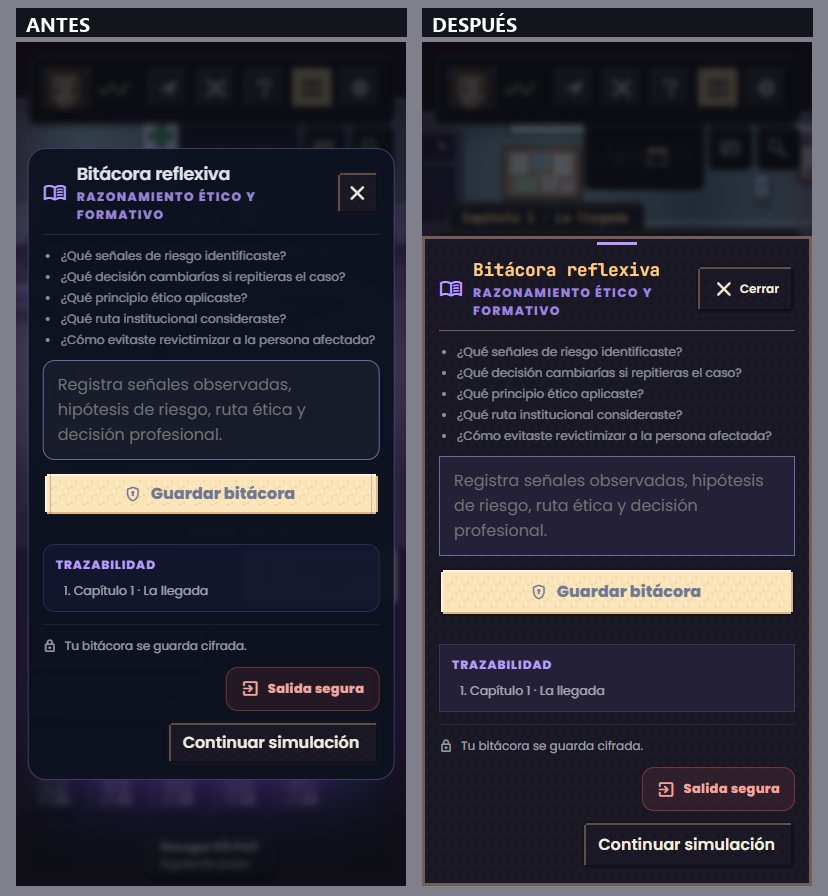 ANTES
Bitácora reflexiva
RAZONAMIENTO ÉTICO Y
FORMATIVO
• ¿Qué señales de riesgo identificaste?
• ¿Qué decisión cambiarías si repitieras el caso?
• ¿Qué principio ético aplicaste?
• ¿Qué ruta institucional consideraste?
• ¿Cómo evitaste revictimizar a la persona afectada?
Registra señales observadas,
hipótesis de riesgo, ruta ética y
decisión profesional.
Guardar bitácora
TRAZABILIDAD
1. Capítulo 1 · La llegada
Tu bitácora se guarda cifrada.
Salida segura
Continuar simulación
DESPUÉS
Capítulo 1 · La llegada
Bitácora reflexiva
RAZONAMIENTO ÉTICO Y
FORMATIVO
Cerrar
• ¿Qué señales de riesgo identificaste?
• ¿Qué decisión cambiarías si repitieras el caso?
• ¿Qué principio ético aplicaste?
• ¿Qué ruta institucional consideraste?
• ¿Cómo evitaste revictimizar a la persona afectada?
Registra señales observadas, hipótesis
de riesgo, ruta ética y decisión
profesional.
Guardar bitácora
TRAZABILIDAD
1. Capítulo 1 · La llegada
Tu bitácora se guarda cifrada.
Salida segura
Continuar simulación